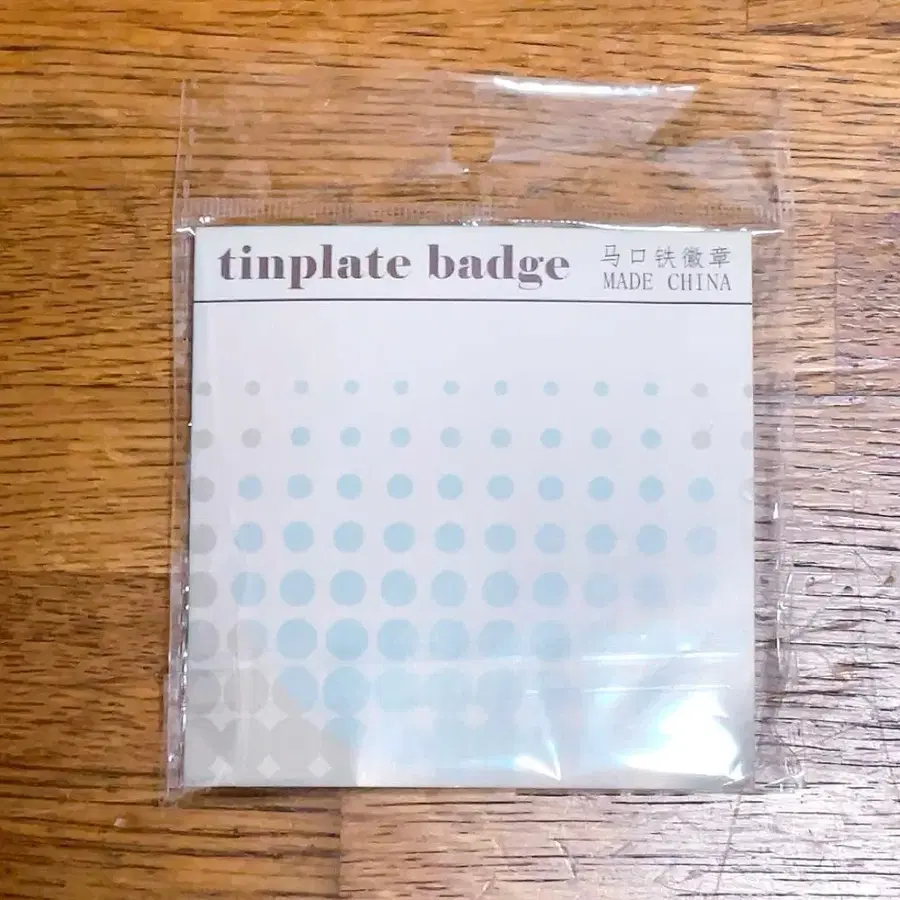 tinplate badge
马口铁徽章
MADE CHINA